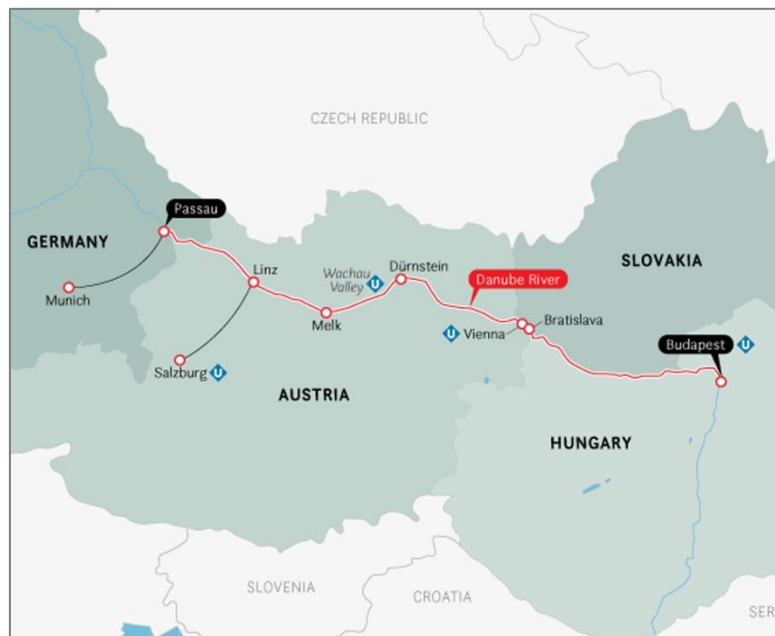 CZECH REPUBLIC
Passau
GERMANY
Munich
Linz
Wachau
Valley
U
Dürnstein
Danube River
SLOVAKIA
Melk
U
Vienna
Bratislava
Budapest
U
Salzburg
U
AUSTRIA
HUNGARY
SLOVENIA
CROATIA
SER